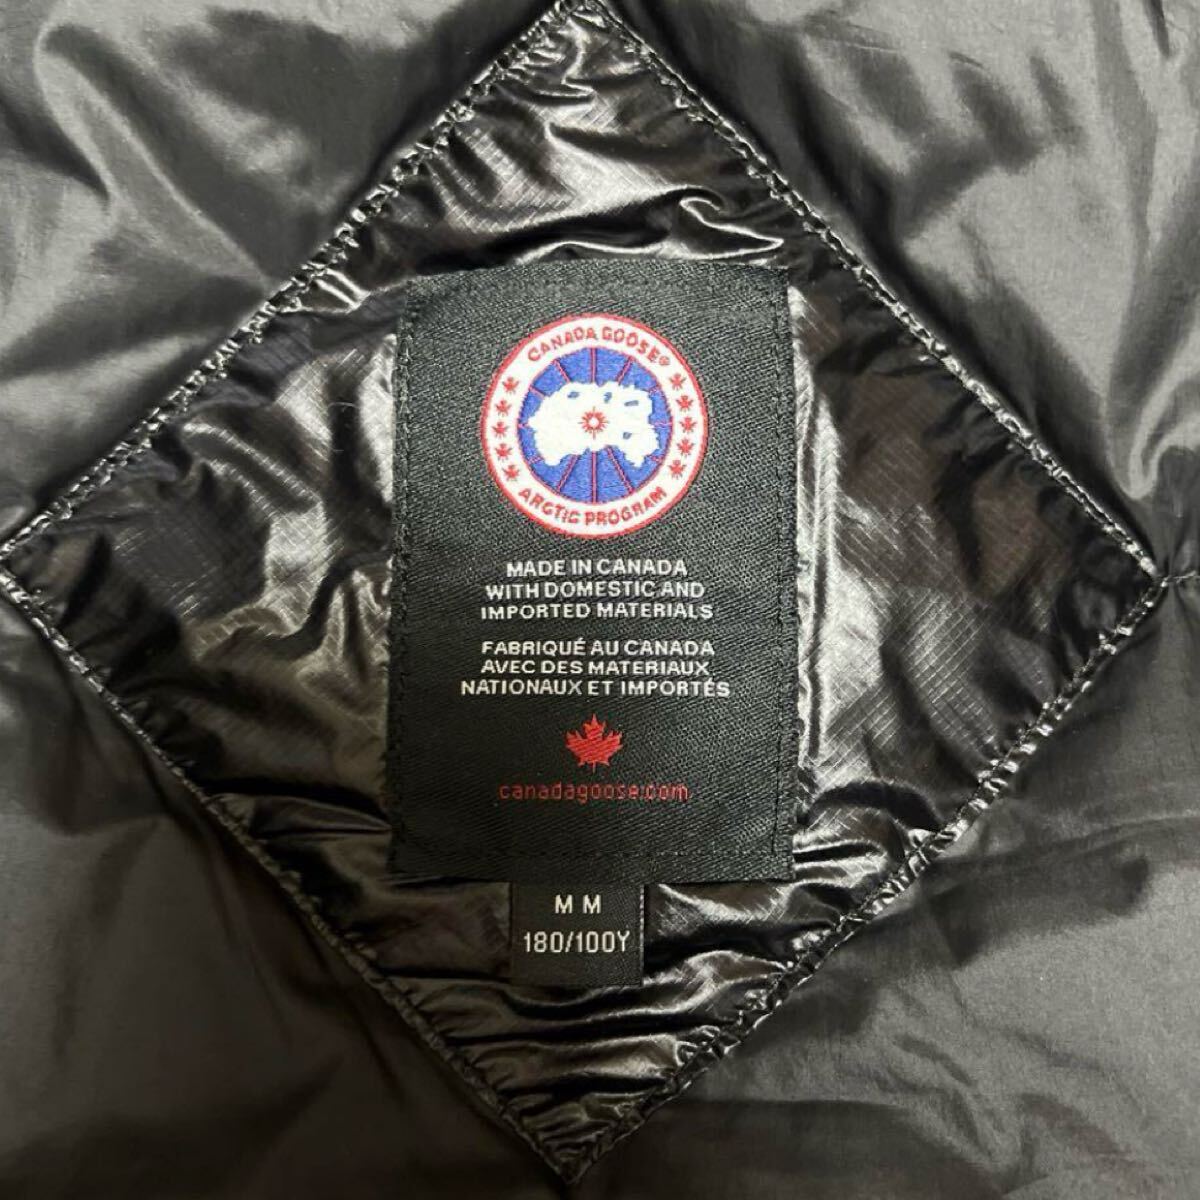 CANADA GOOSE®
ARCTIC PROGRAM
MADE IN CANADA
WITH DOMESTIC AND
IMPORTED MATERIALS
FABRIQUÉ AU CANADA
AVEC DES MATERIAUX
NATIONAUX ET IMPORTÉS
canadagoose.com
M M
180/100Y